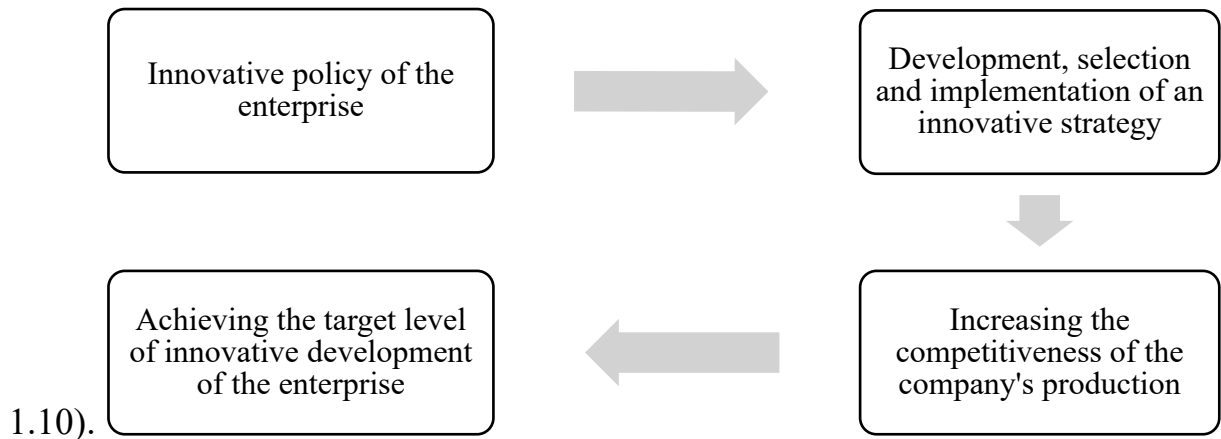 Innovative policy of the
enterprise
Development, selection
and implementation of an
innovative strategy
Increasing the
competitiveness of the
company's production
Achieving the target level
of innovative development
of the enterprise
1.10).